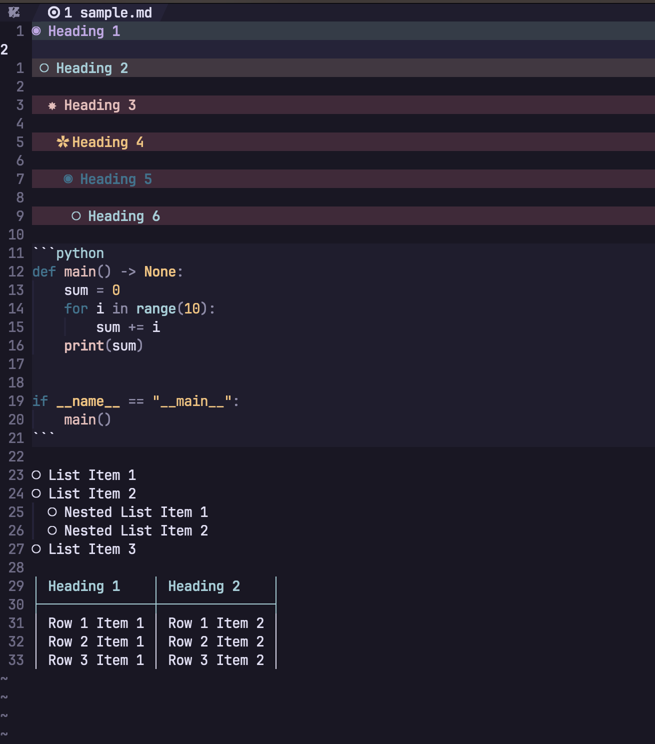 1 sample.md
1 Heading 1
2
1 Heading 2
2
3 Heading 3
4
5 Heading 4
6
7 Heading 5
8
9 Heading 6
10
11 ```python
12 def main() -> None:
13     sum = 0
14     for i in range(10):
15         sum += i
16     print(sum)
17
18
19 if __name__ == "__main__":
20     main()
21 ```
22
23 ○ List Item 1
24 ○ List Item 2
25   ○ Nested List Item 1
26   ○ Nested List Item 2
27 ○ List Item 3
28
29 │ Heading 1 │ Heading 2 │
30
31 │ Row 1 Item 1 │ Row 1 Item 2 │
32 │ Row 2 Item 1 │ Row 2 Item 2 │
33 │ Row 3 Item 1 │ Row 3 Item 2 │
~
~
~
~